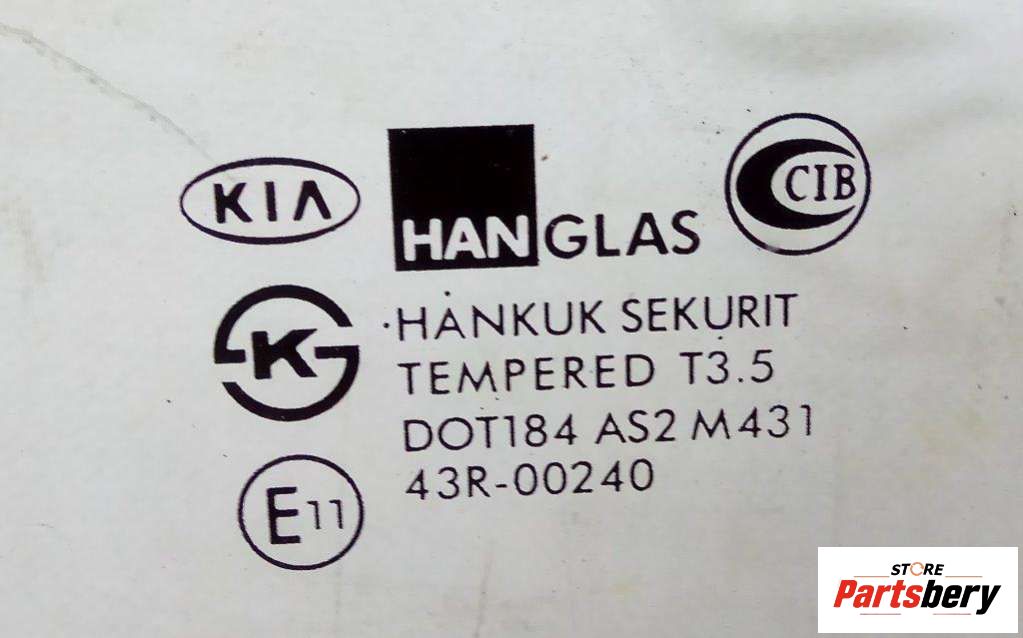 KIA
HANGLAS
CIB
K
HANKUK SEKURIT
TEMPERED T3.5
DOT184 AS2 M431
43R-00240
E11
STORE
Partsbery